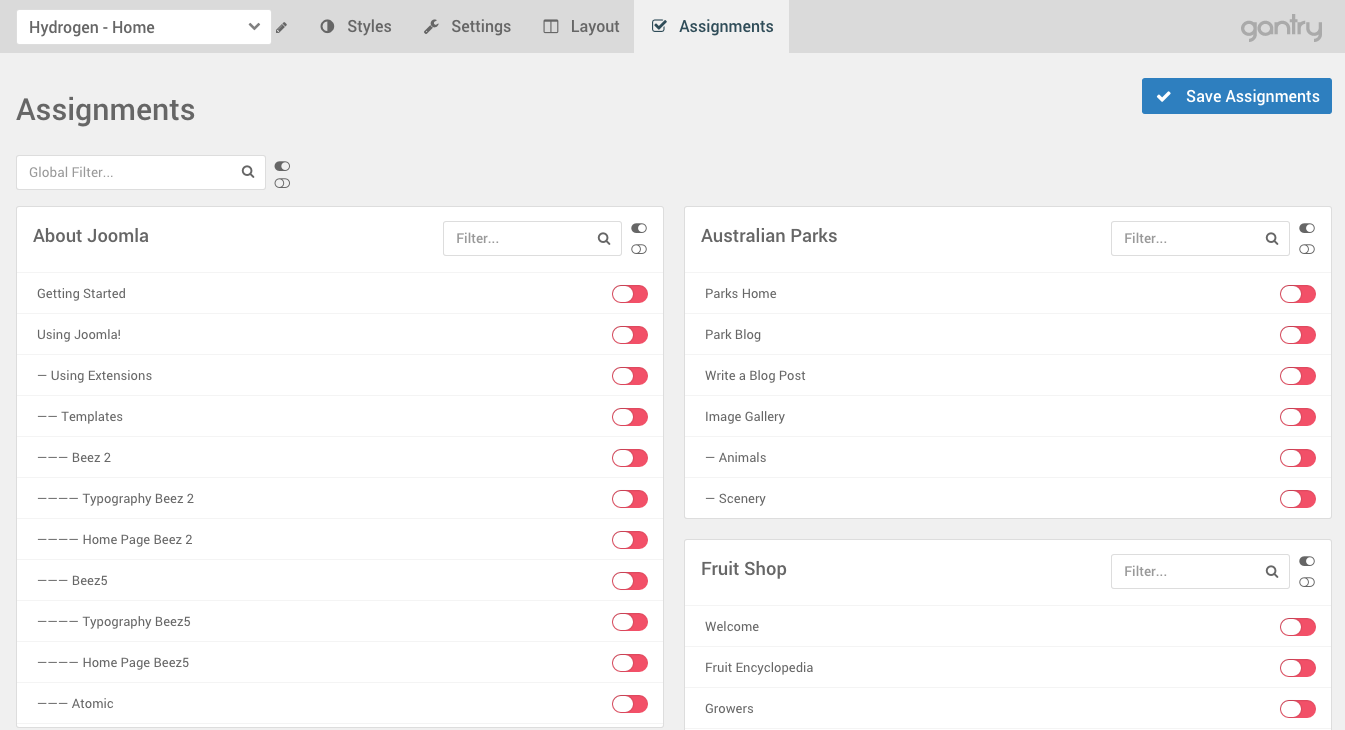 Hydrogen - Home
Styles
Settings
Layout
Assignments
gantry
Assignments
Save Assignments
Global Filter...
About Joomla
Filter...
Getting Started
Using Joomla!
— Using Extensions
—— Templates
——— Beez 2
———— Typography Beez 2
———— Home Page Beez 2
——— Beez5
———— Typography Beez5
———— Home Page Beez5
——— Atomic
Australian Parks
Filter...
Parks Home
Park Blog
Write a Blog Post
Image Gallery
— Animals
— Scenery
Fruit Shop
Filter...
Welcome
Fruit Encyclopedia
Growers